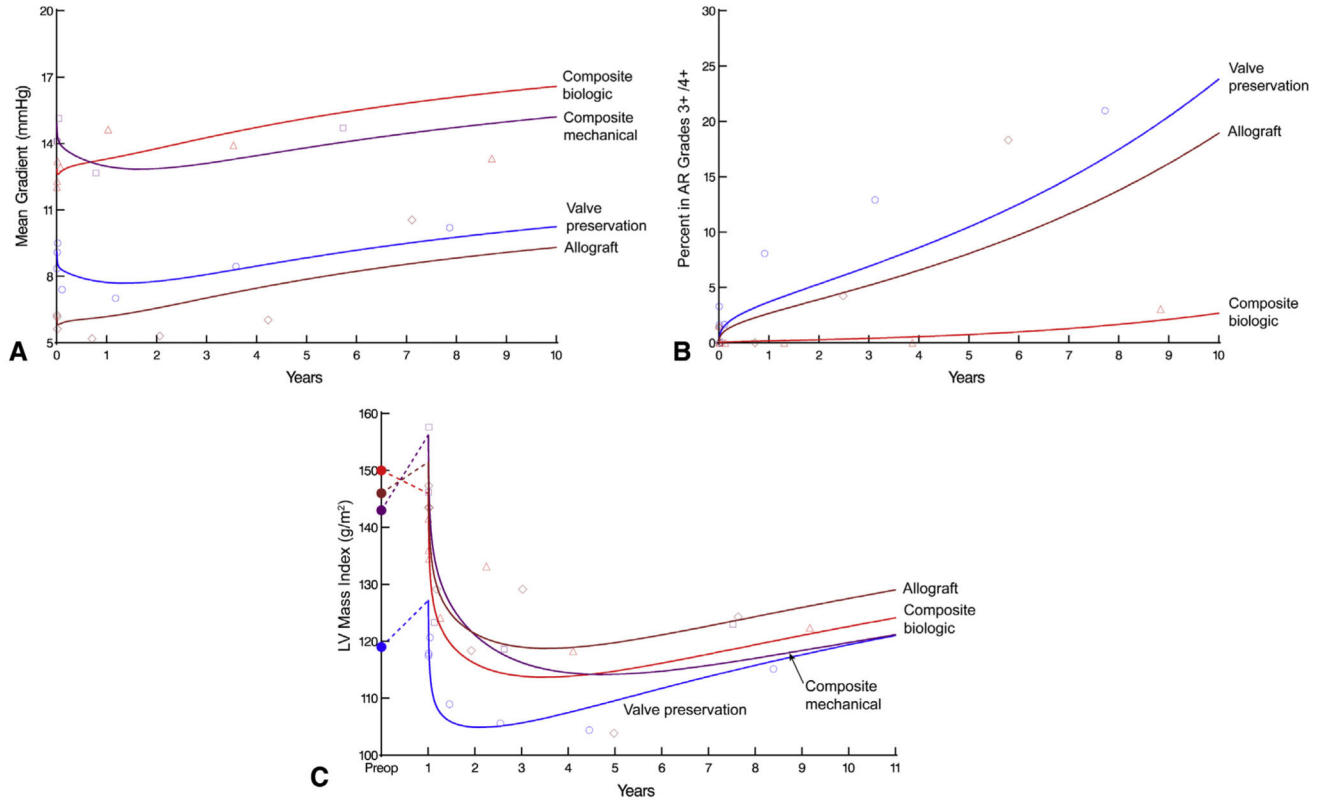 20
17
14
11
8
5
Mean Gradient (mmHg)
Composite
biologic
Composite
mechanical
Valve
preservation
Allograft
0 1 2 3 4 5 6 7 8 9 10
Years
A
30
25
20
15
10
5
0
Percent in AR Grades 3+ /4+
Valve
preservation
Allograft
Composite
biologic
0 1 2 3 4 5 6 7 8 9 10
Years
B
160
150
140
130
120
110
100
LV Mass Index (g/m²)
Allograft
Composite
biologic
Composite
mechanical
Valve preservation
Preop 1 2 3 4 5 6 7 8 9 10 11
Years
C